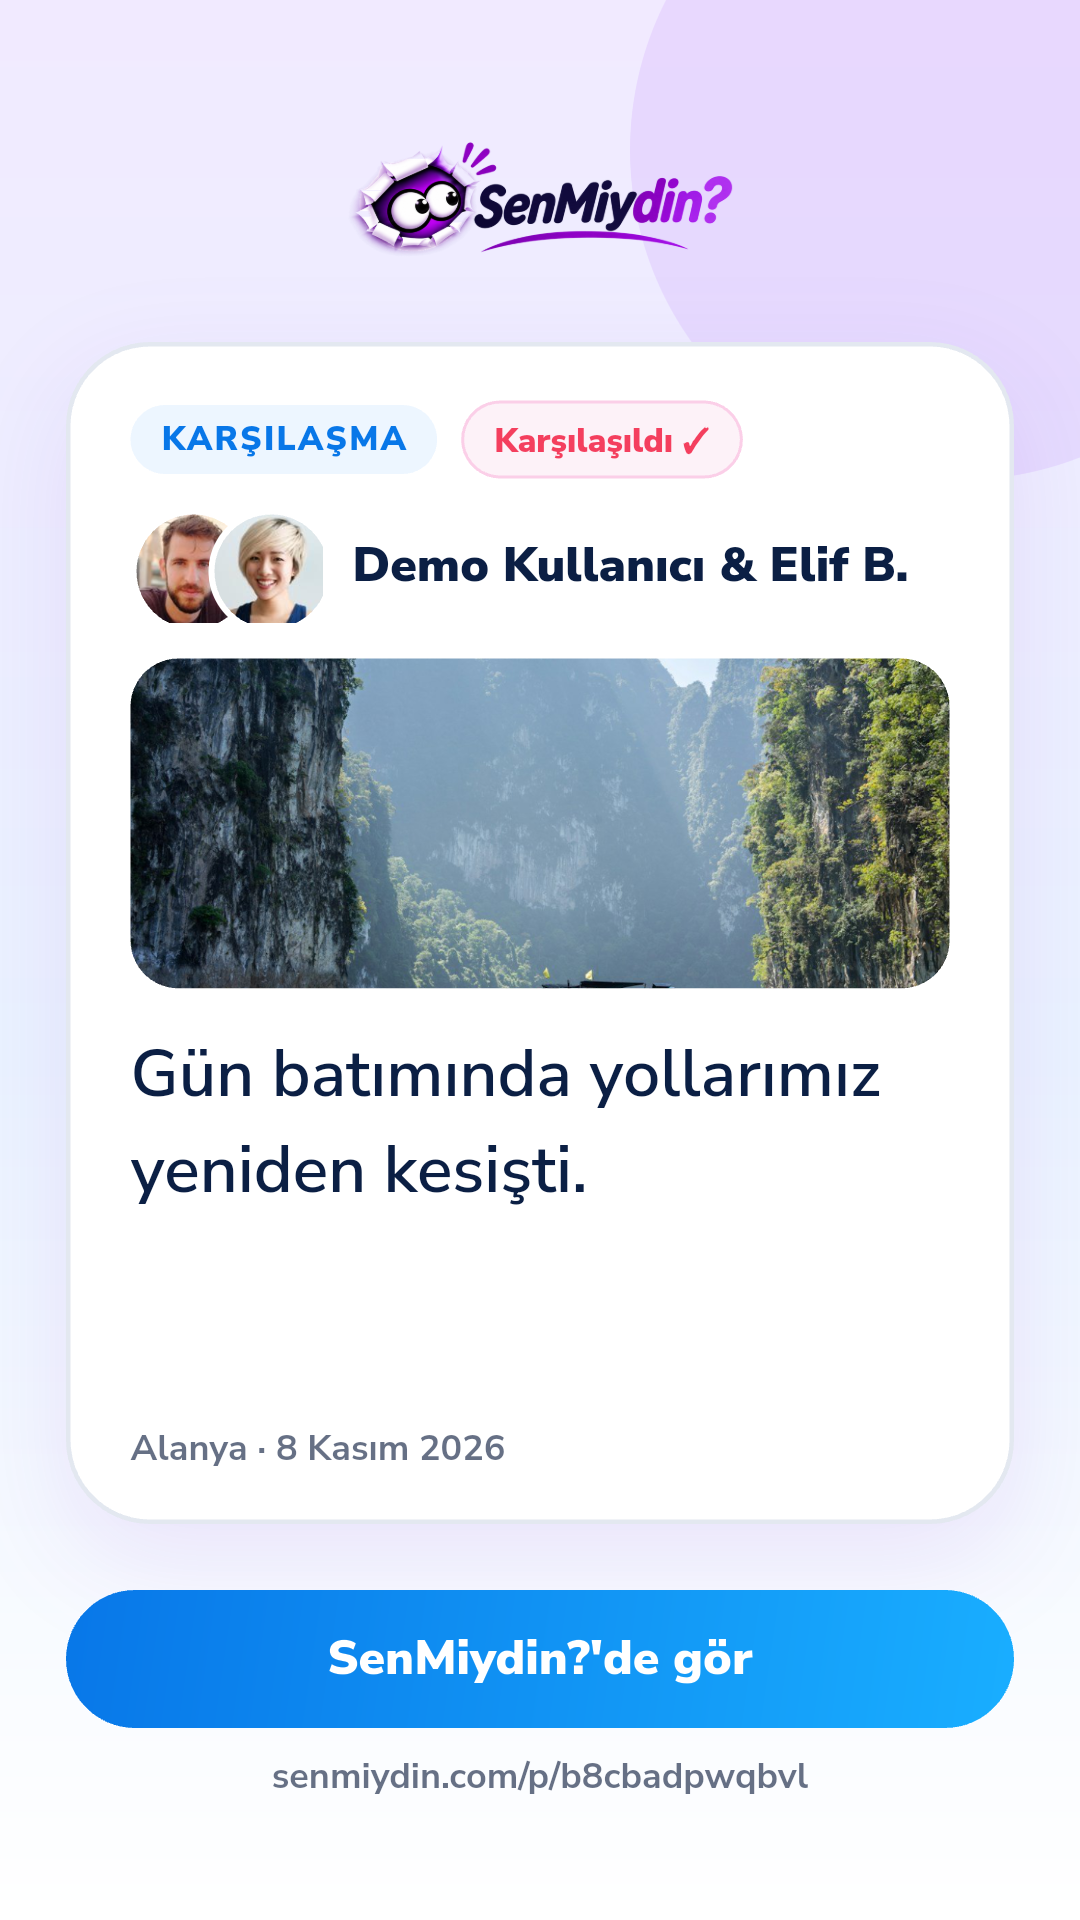 SenMiydin?
KARŞILAŞMA
Karşılaşıldı ✓
Demo Kullanıcı & Elif B.
Gün batımında yollarımız
yeniden kesişti.
Alanya · 8 Kasım 2026
SenMiydin?'de gör
senmiydin.com/p/b8cbadpwqbvl